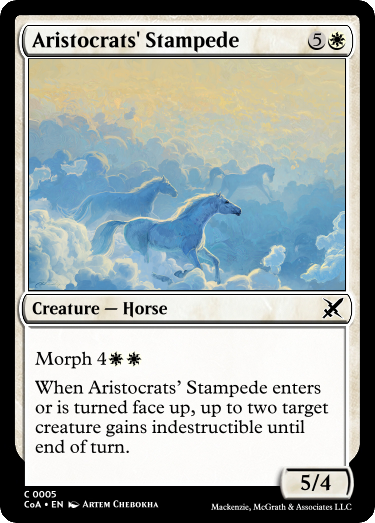 Aristocrats' Stampede 5
Creature — Horse
Morph 4
When Aristocrats' Stampede enters
or is turned face up, up to two target
creature gains indestructible until
end of turn.
5/4
C 0005
CoA • EN Artem Chebokha
Mackenzie, McGrath & Associates LLC